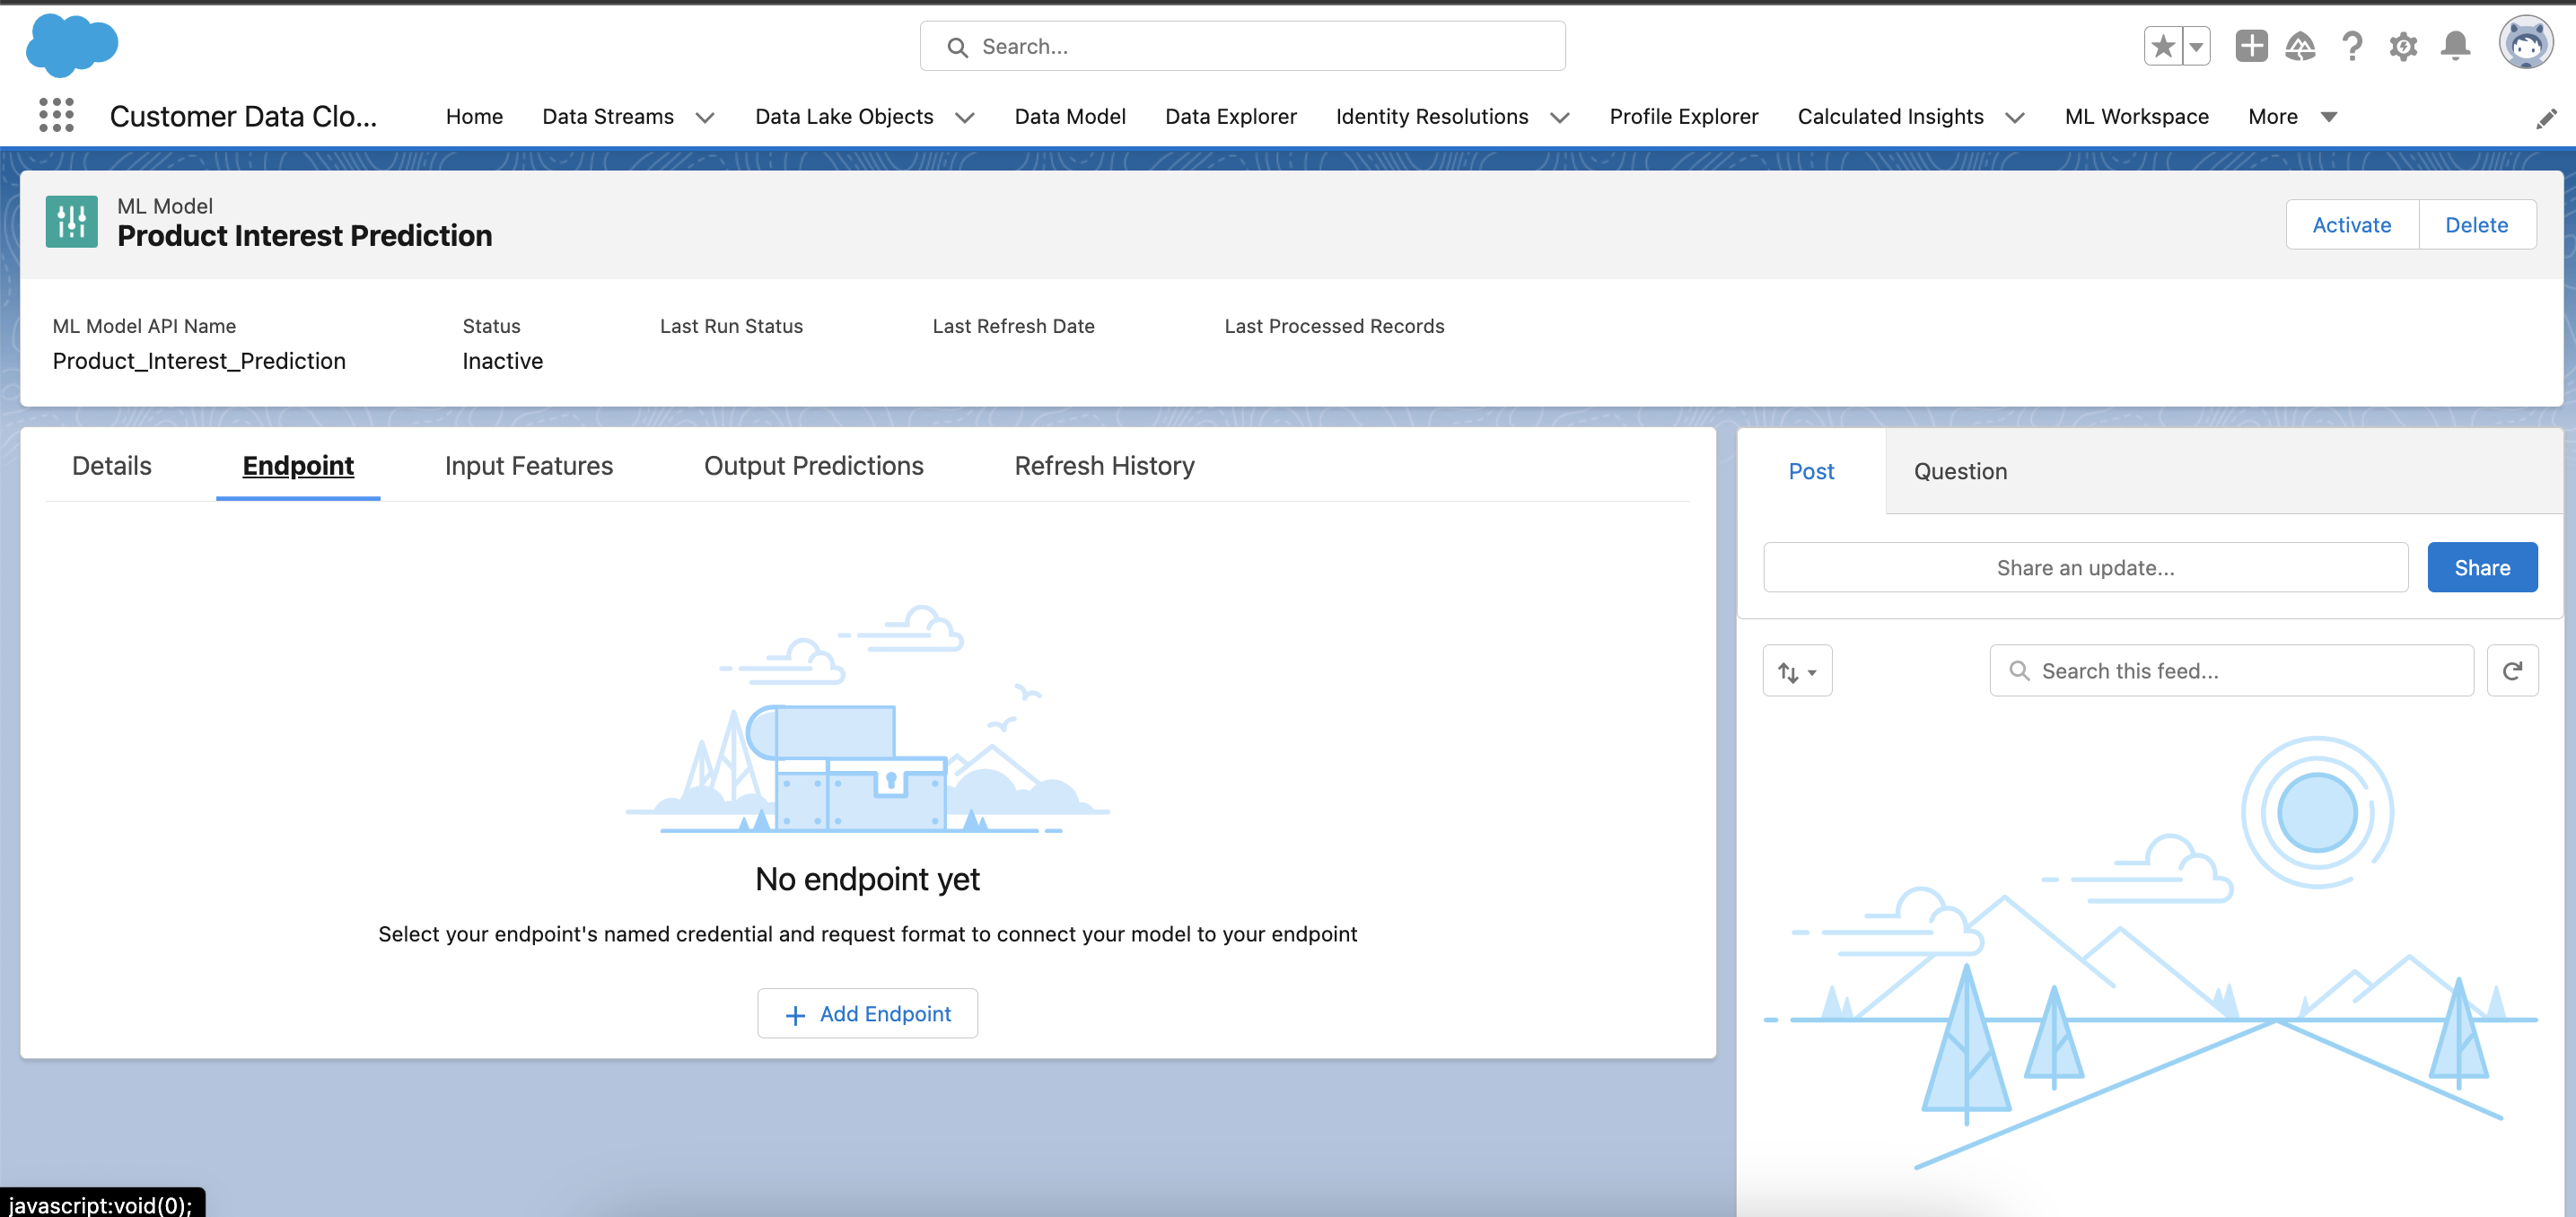 Search...
Customer Data Clo...
Home
Data Streams
Data Lake Objects
Data Model
Data Explorer
Identity Resolutions
Profile Explorer
Calculated Insights
ML Workspace
More
ML Model
Product Interest Prediction
Activate
Delete
ML Model API Name
Product_Interest_Prediction
Status
Inactive
Last Run Status
Last Refresh Date
Last Processed Records
Details
Endpoint
Input Features
Output Predictions
Refresh History
No endpoint yet
Select your endpoint's named credential and request format to connect your model to your endpoint
Add Endpoint
Post
Question
Share an update...
Share
Search this feed...
javascript:void(0);